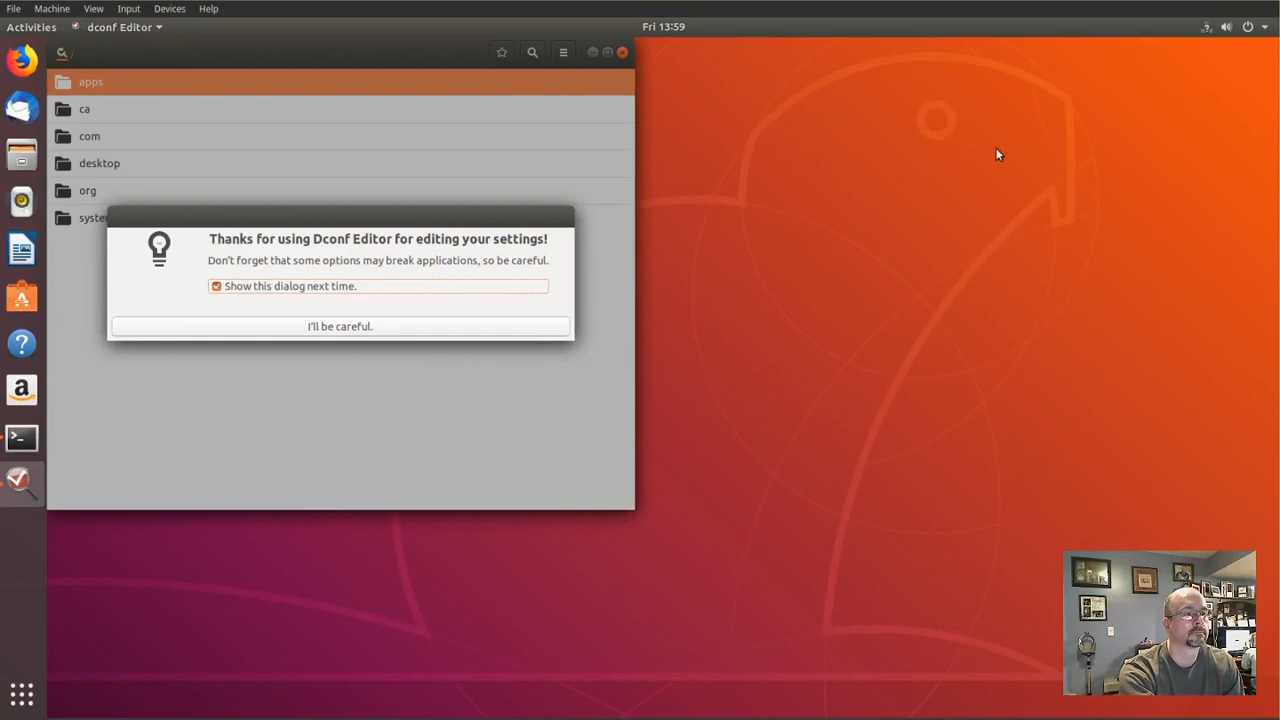 File Machine View Input Devices Help
Activities dconf Editor Fri 13:59
/
apps
ca
com
desktop
org
syste
Thanks for using Dconf Editor for editing your settings!
Don't forget that some options may break applications, so be careful.
Show this dialog next time.
I'll be careful.